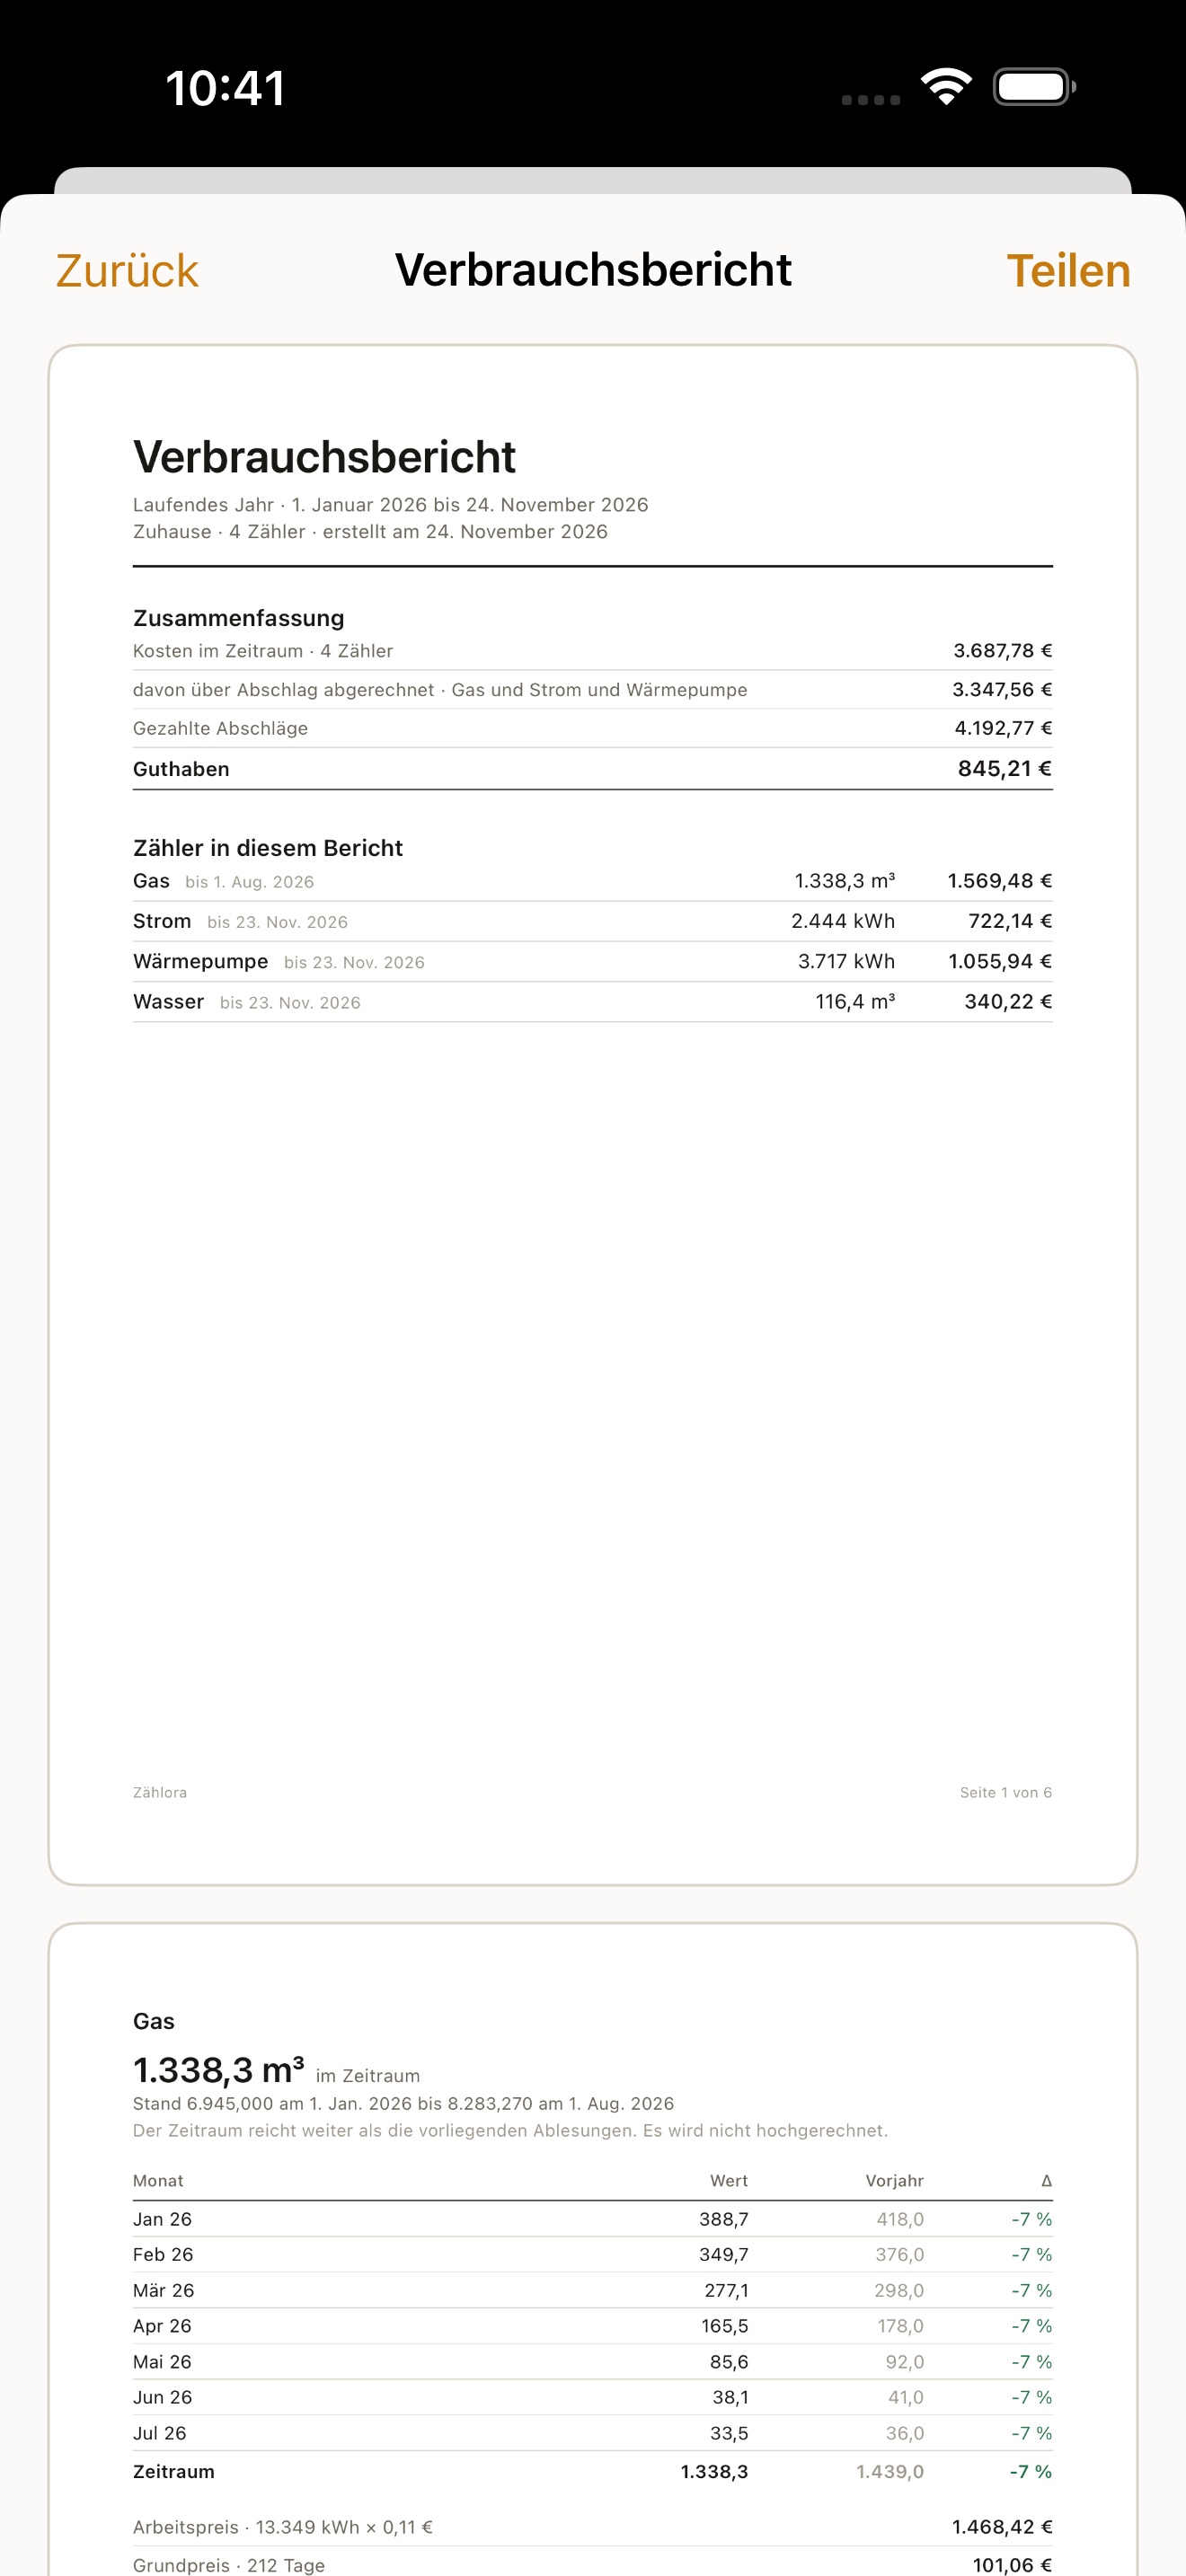 10:41
Zurück Verbrauchsbericht Teilen
Verbrauchsbericht
Laufendes Jahr · 1. Januar 2026 bis 24. November 2026
Zuhause · 4 Zähler · erstellt am 24. November 2026
Zusammenfassung
Kosten im Zeitraum · 4 Zähler 3.687,78 €
davon über Abschlag abgerechnet · Gas und Strom und Wärmepumpe 3.347,56 €
Gezahlte Abschläge 4.192,77 €
Guthaben 845,21 €
Zähler in diesem Bericht
Gas bis 1. Aug. 2026 1.338,3 m³ 1.569,48 €
Strom bis 23. Nov. 2026 2.444 kWh 722,14 €
Wärmepumpe bis 23. Nov. 2026 3.717 kWh 1.055,94 €
Wasser bis 23. Nov. 2026 116,4 m³ 340,22 €
Zählora Seite 1 von 6
Gas
1.338,3 m³ im Zeitraum
Stand 6.945,000 am 1. Jan. 2026 bis 8.283,270 am 1. Aug. 2026
Der Zeitraum reicht weiter als die vorliegenden Ablesungen. Es wird nicht hochgerechnet.
Monat Wert Vorjahr Δ
Jan 26 388,7 418,0 -7 %
Feb 26 349,7 376,0 -7 %
Mär 26 277,1 298,0 -7 %
Apr 26 165,5 178,0 -7 %
Mai 26 85,6 92,0 -7 %
Jun 26 38,1 41,0 -7 %
Jul 26 33,5 36,0 -7 %
Zeitraum 1.338,3 1.439,0 -7 %
Arbeitspreis · 13.349 kWh × 0,11 € 1.468,42 €
Grundpreis · 212 Tage 101,06 €